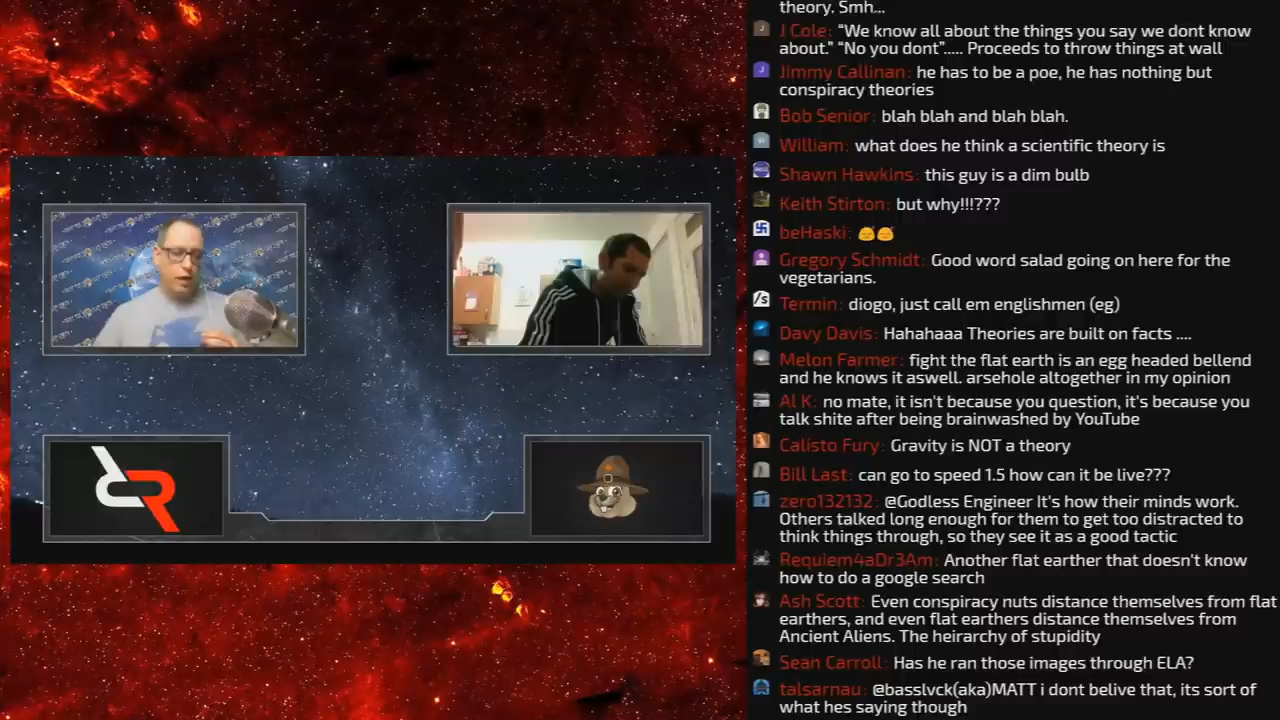 theory. Smh...
J Cole: “We know all about the things you say we dont know
about.” “No you dont”..... Proceeds to throw things at wall
Jimmy Callinan: he has to be a poe, he has nothing but
conspiracy theories
Bob Senior: blah blah and blah blah.
William: what does he think a scientific theory is
Shawn Hawkins: this guy is a dim bulb
Keith Stirton: but why!!!???
beHaski:
Gregory Schmidt: Good word salad going on here for the
vegetarians.
Termin: diogo, just call em englishmen (eg)
Davy Davis: Hahahaaa Theories are built on facts ....
Melon Farmer: fight the flat earth is an egg headed bellend
and he knows it aswell. arsehole altogether in my opinion
Al K: no mate, it isn't because you question, it's because you
talk shite after being brainwashed by YouTube
Calisto Fury: Gravity is NOT a theory
Bill Last: can go to speed 1.5 how can it be live???
zero132132: @Godless Engineer It's how their minds work.
Others talked long enough for them to get too distracted to
think things through, so they see it as a good tactic
Requiem4aDr3Am: Another flat earther that doesn't know
how to do a google search
Ash Scott: Even conspiracy nuts distance themselves from flat
earthers, and even flat earthers distance themselves from
Ancient Aliens. The heirarchy of stupidity
Sean Carroll: Has he ran those images through ELA?
talsarnau: @basslvck(aka)MATT i dont belive that, its sort of
what hes saying though